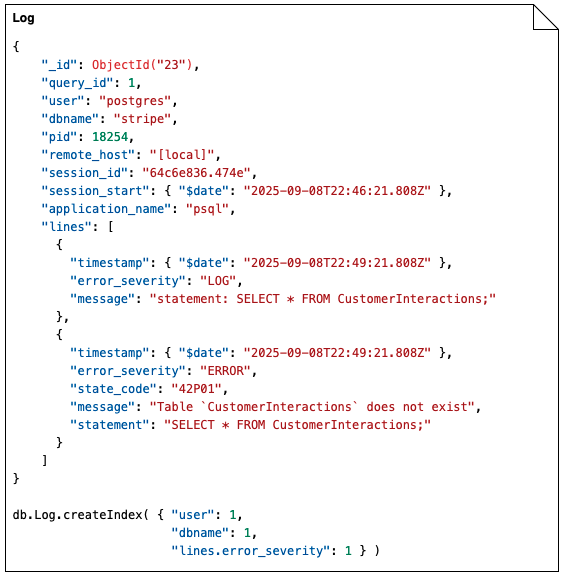 Log
{
"_id": ObjectId("23"),
"query_id": 1,
"user": "postgres",
"dbname": "stripe",
"pid": 18254,
"remote_host": "[local]",
"session_id": "64c6e836.474e",
"session_start": { "$date": "2025-09-08T22:46:21.808Z" },
"application_name": "psql",
"lines": [
{
"timestamp": { "$date": "2025-09-08T22:49:21.808Z" },
"error_severity": "LOG",
"message": "statement: SELECT * FROM CustomerInteractions;"
},
{
"timestamp": { "$date": "2025-09-08T22:49:21.808Z" },
"error_severity": "ERROR",
"state_code": "42P01",
"message": "Table `CustomerInteractions` does not exist",
"statement": "SELECT * FROM CustomerInteractions;"
}
]
}
db.Log.createIndex( { "user": 1,
"dbname": 1,
"lines.error_severity": 1 } )